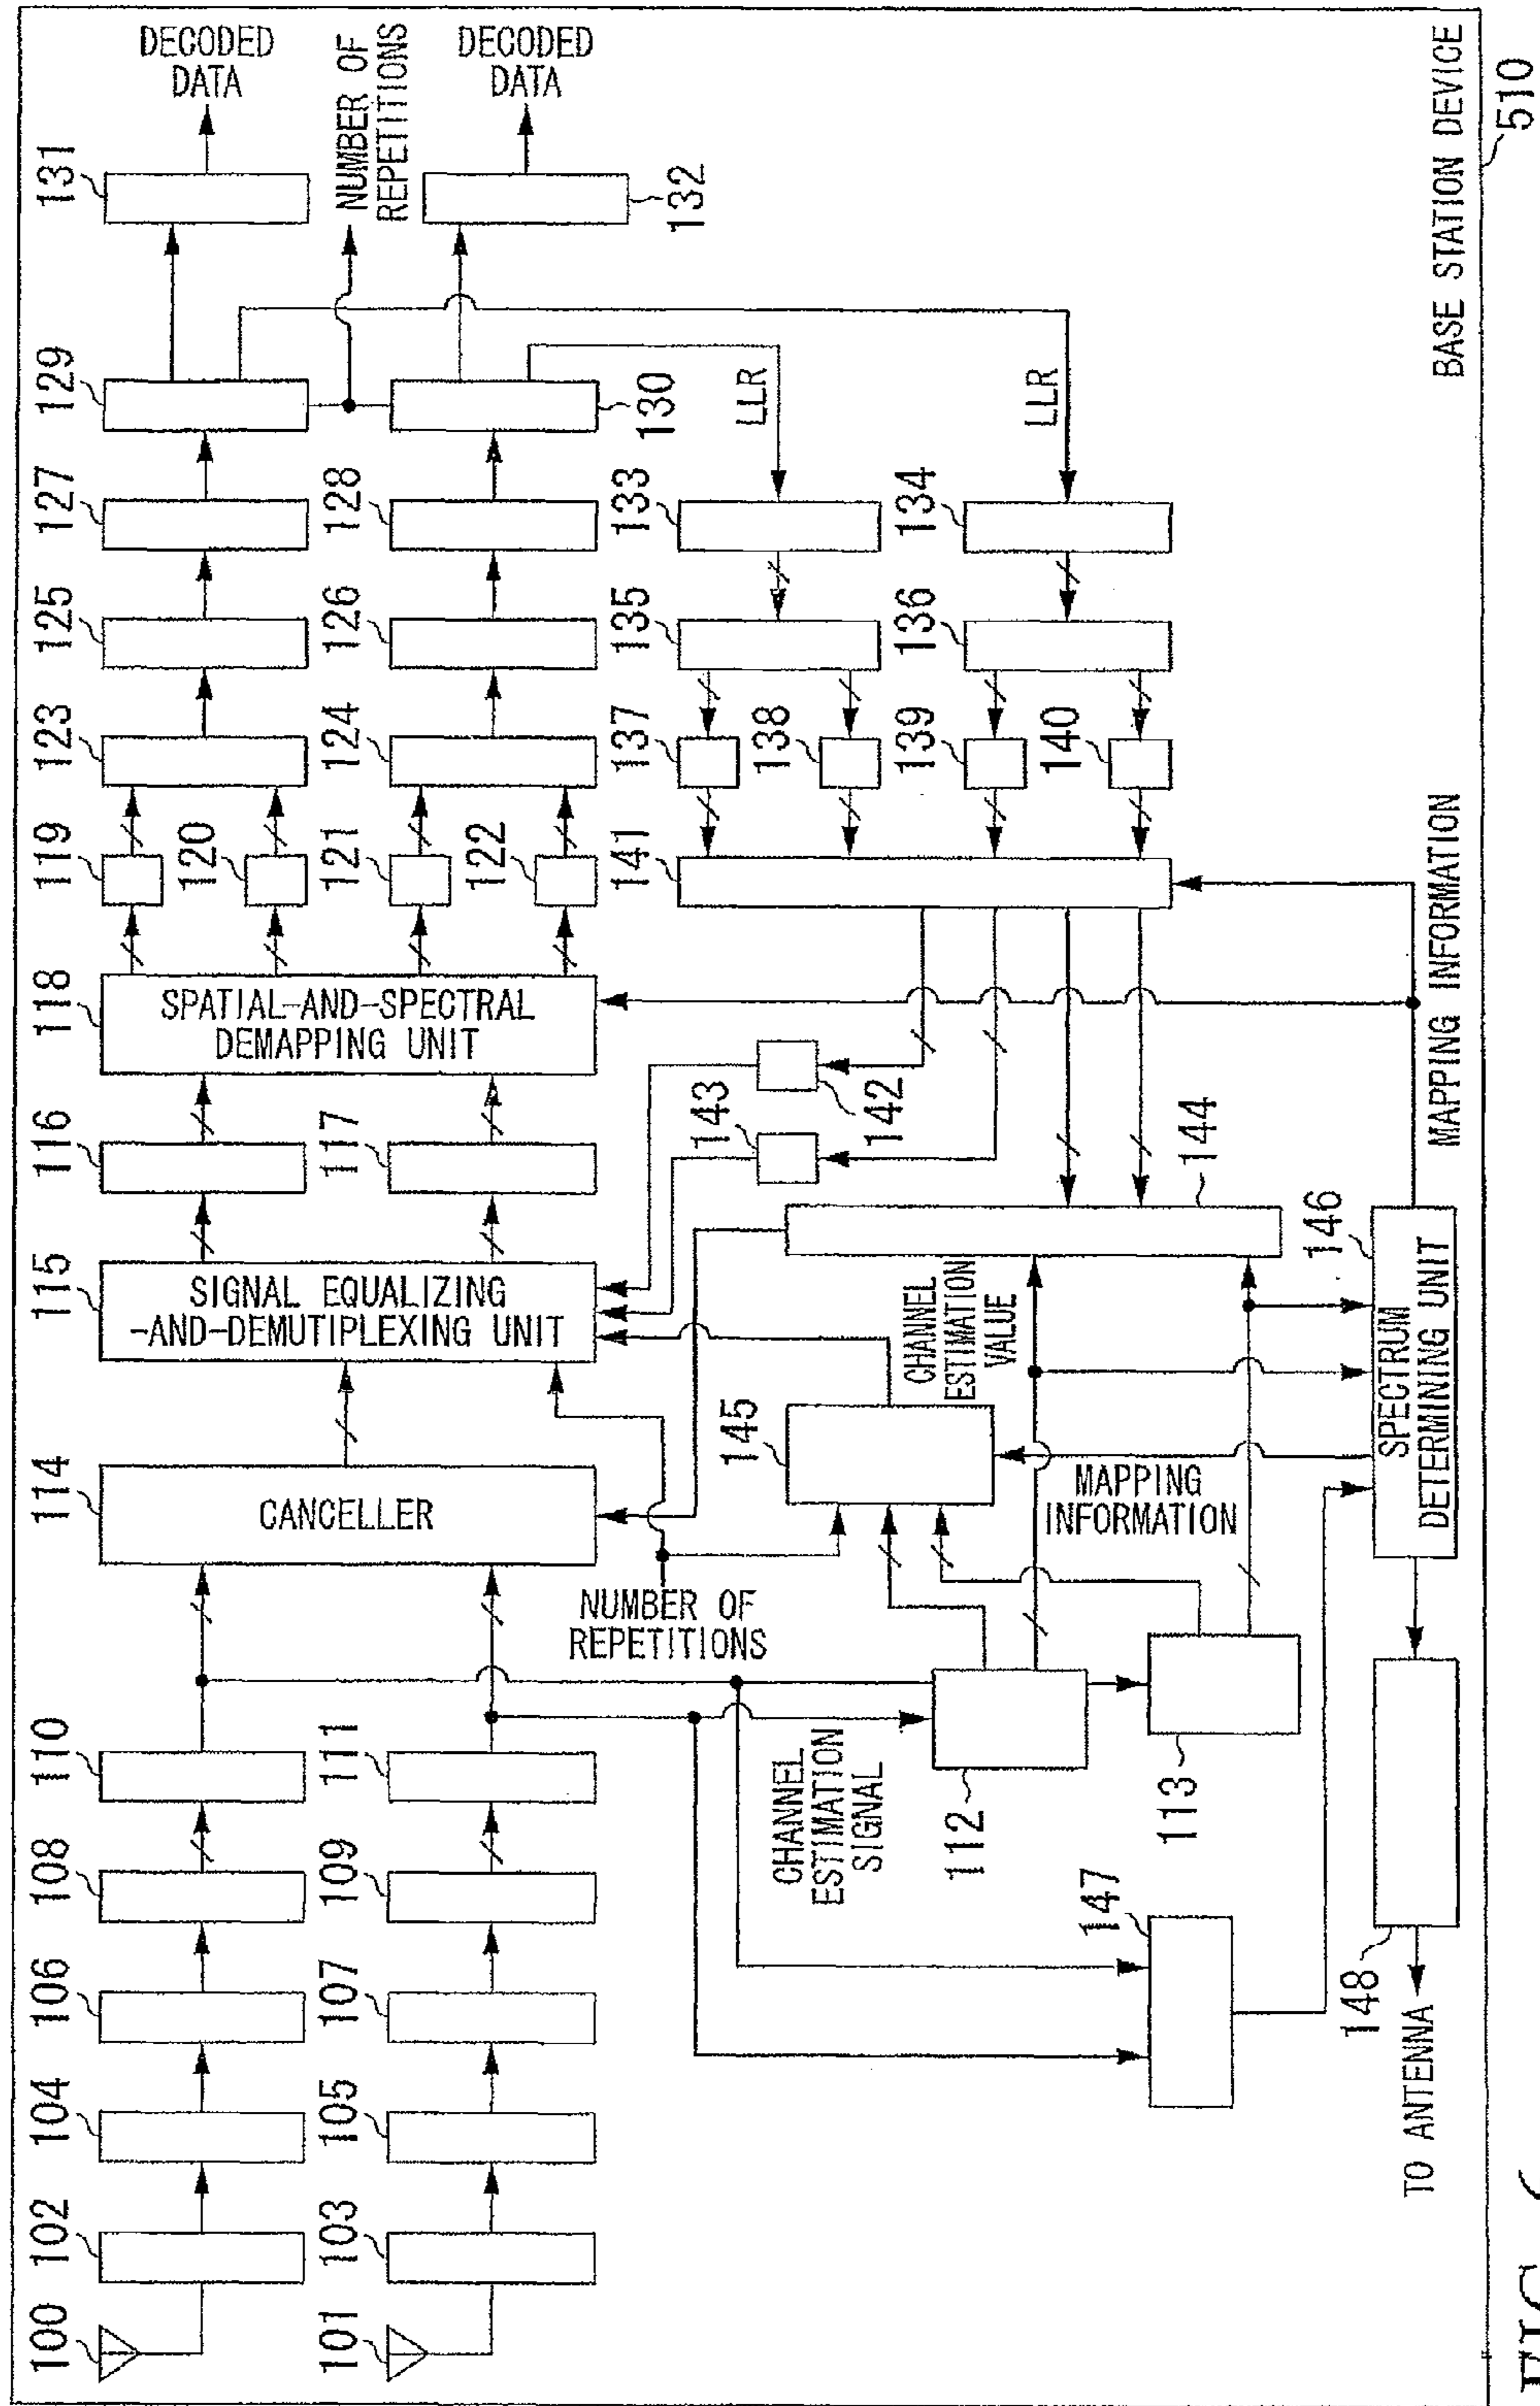 100
102
104
106
108
110
114
115
116
118
119
123
125
127
129
131
DECODED
DATA
101
103
105
107
109
111
CANCELLER
SIGNAL EQUALIZING
-AND-DEMUTIPLEXING UNIT
117
SPATIAL-AND-SPECTRAL
DEMAPPING UNIT
120
121
122
124
126
128
130
NUMBER OF
REPETITIONS
132
DECODED
DATA
NUMBER OF
REPETITIONS
141
137
138
139
140
135
136
133
134
LLR
LLR
CHANNEL
ESTIMATION
SIGNAL
112
113
145
143
142
144
CHANNEL
ESTIMATION
VALUE
MAPPING
INFORMATION
147
148
TO ANTENNA
146
SPECTRUM
DETERMINING UNIT
MAPPING INFORMATION
BASE STATION DEVICE
510